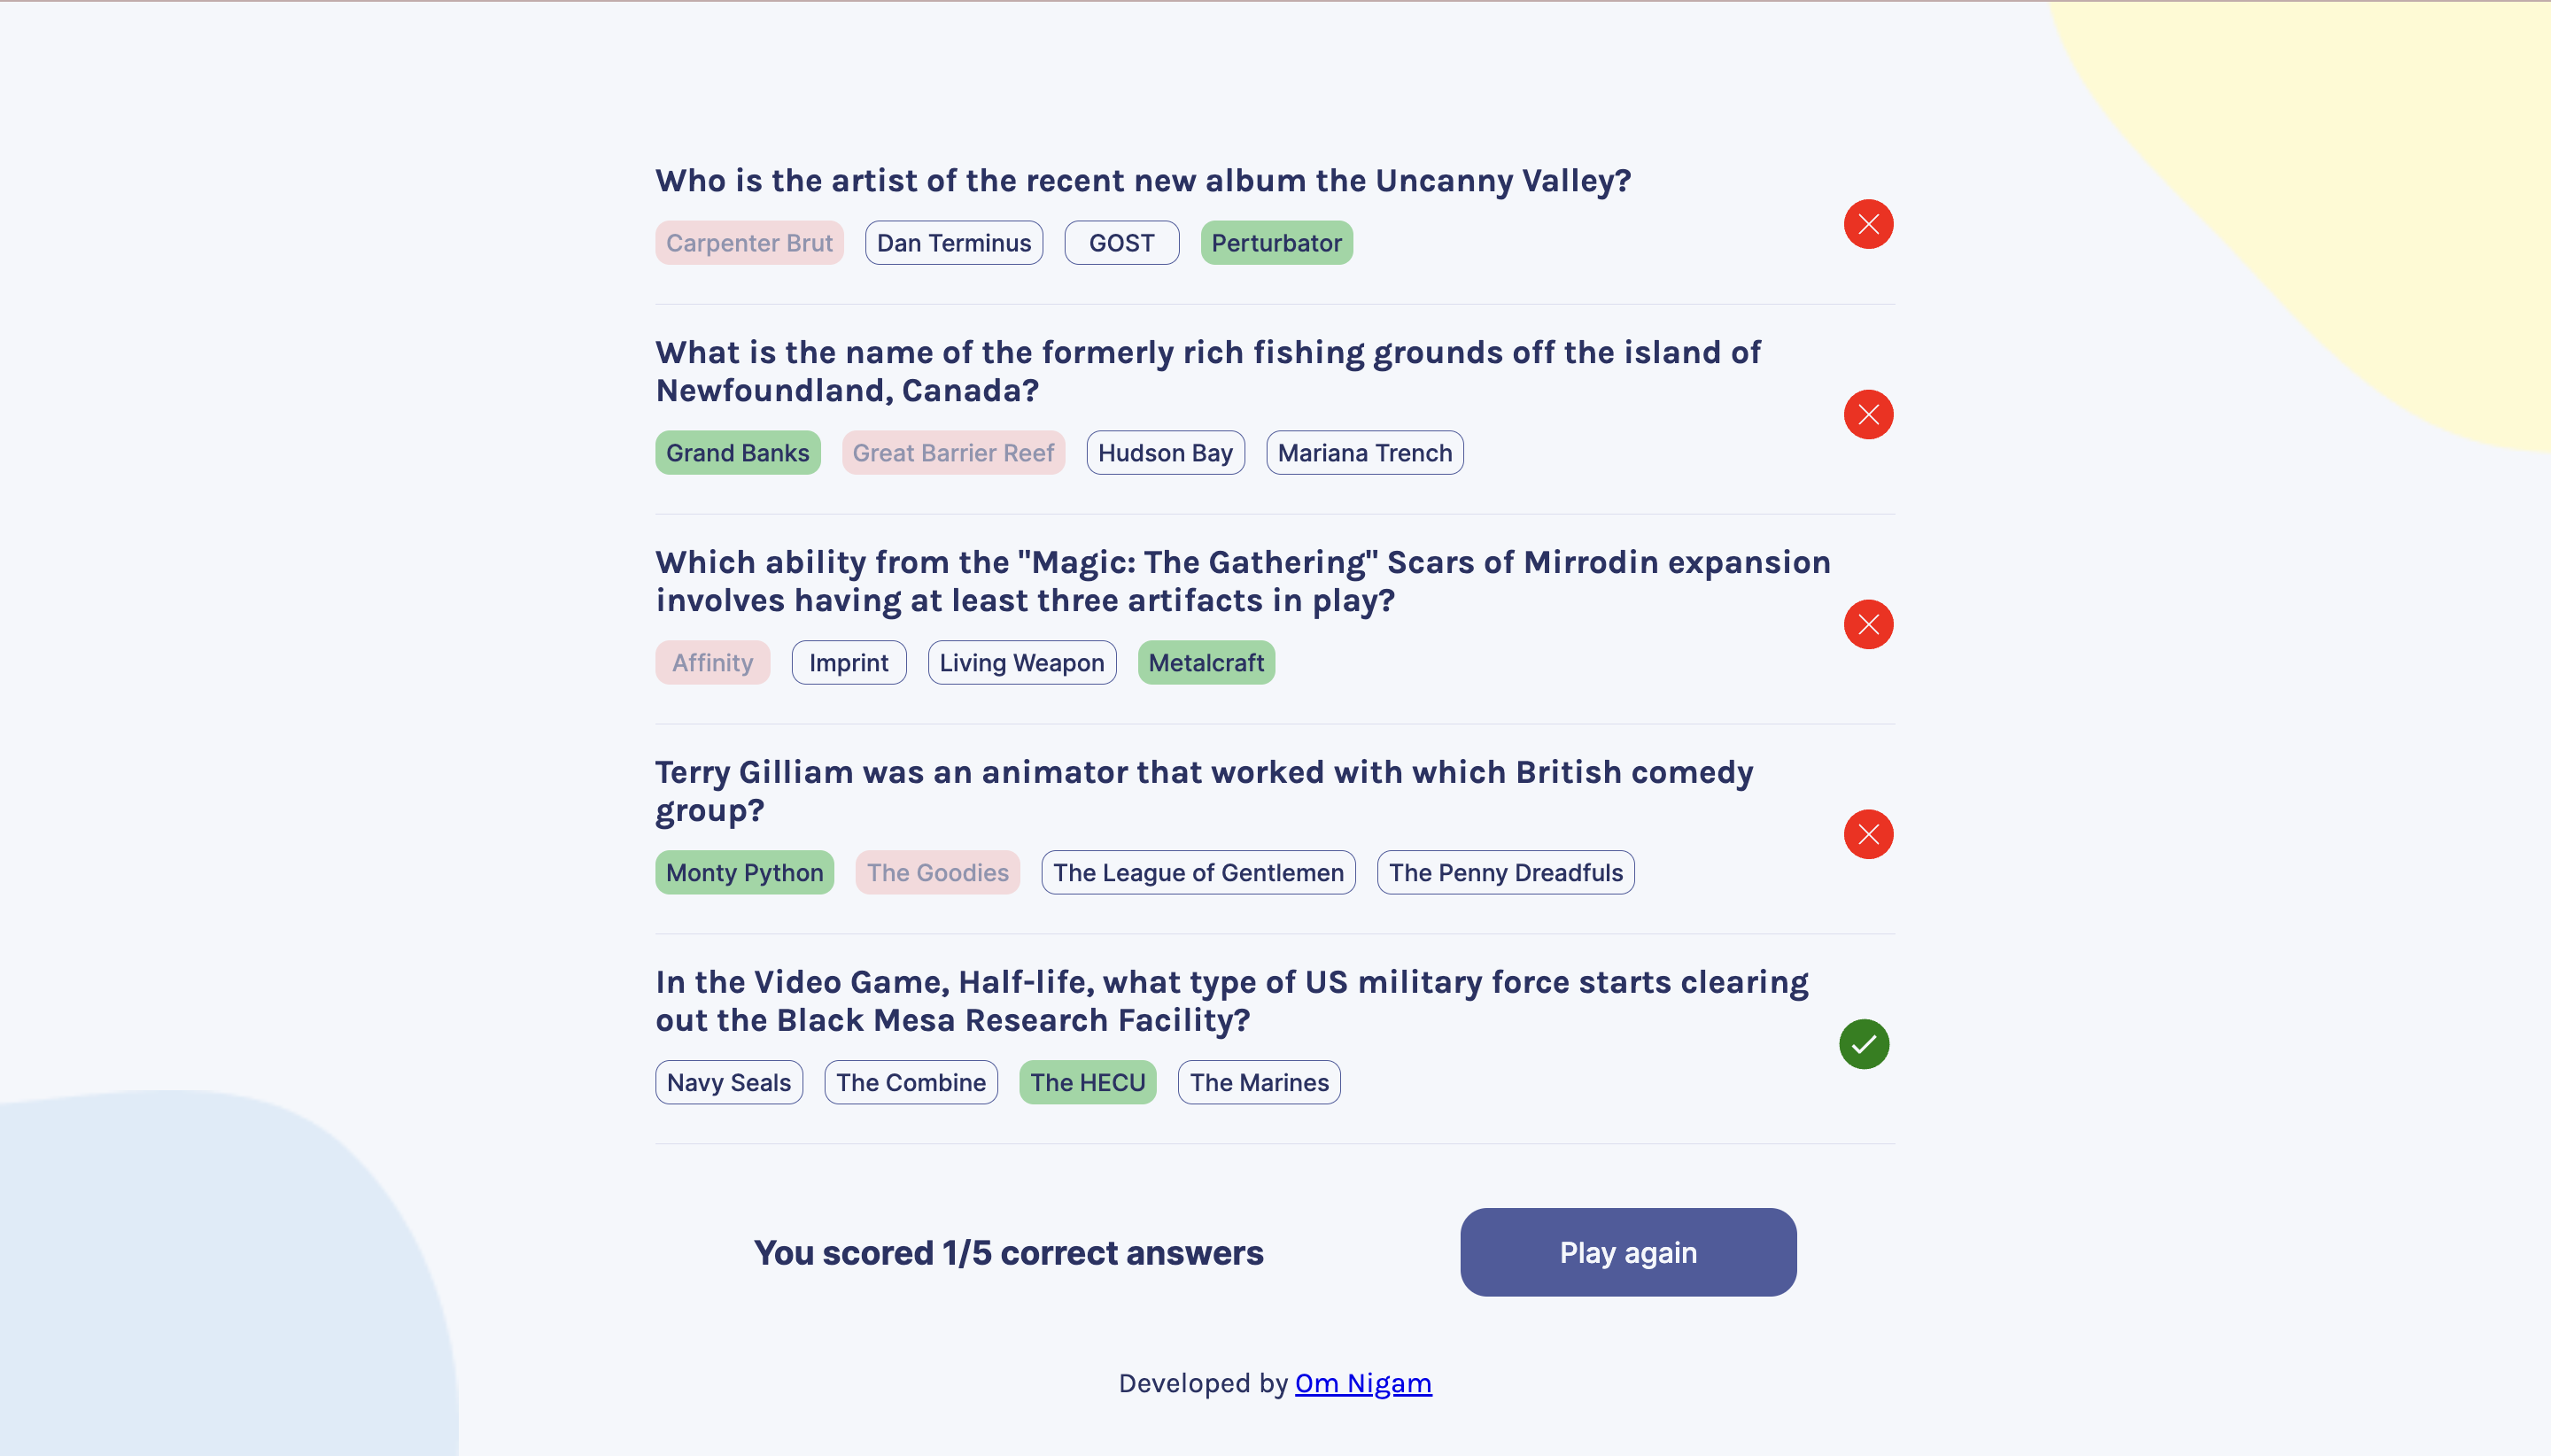 Who is the artist of the recent new album the Uncanny Valley?
Carpenter Brut Dan Terminus GOST Perturbator
What is the name of the formerly rich fishing grounds off the island of
Newfoundland, Canada?
Grand Banks Great Barrier Reef Hudson Bay Mariana Trench
Which ability from the "Magic: The Gathering" Scars of Mirrodin expansion
involves having at least three artifacts in play?
Affinity Imprint Living Weapon Metalcraft
Terry Gilliam was an animator that worked with which British comedy
group?
Monty Python The Goodies The League of Gentlemen The Penny Dreadfuls
In the Video Game, Half-life, what type of US military force starts clearing
out the Black Mesa Research Facility?
Navy Seals The Combine The HECU The Marines
You scored 1/5 correct answers Play again
Developed by Om Nigam